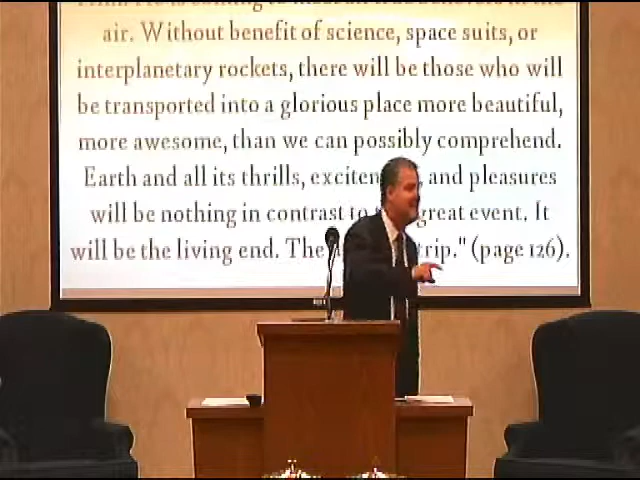 air. Without benefit of science, space suits, or
interplanetary rockets, there will be those who will
be transported into a glorious place more beautiful,
more awesome, than we can possibly comprehend.
Earth and all its thrills, and pleasures
will be nothing in contrast to great event. It
will be the living end. The trip." (page 126).